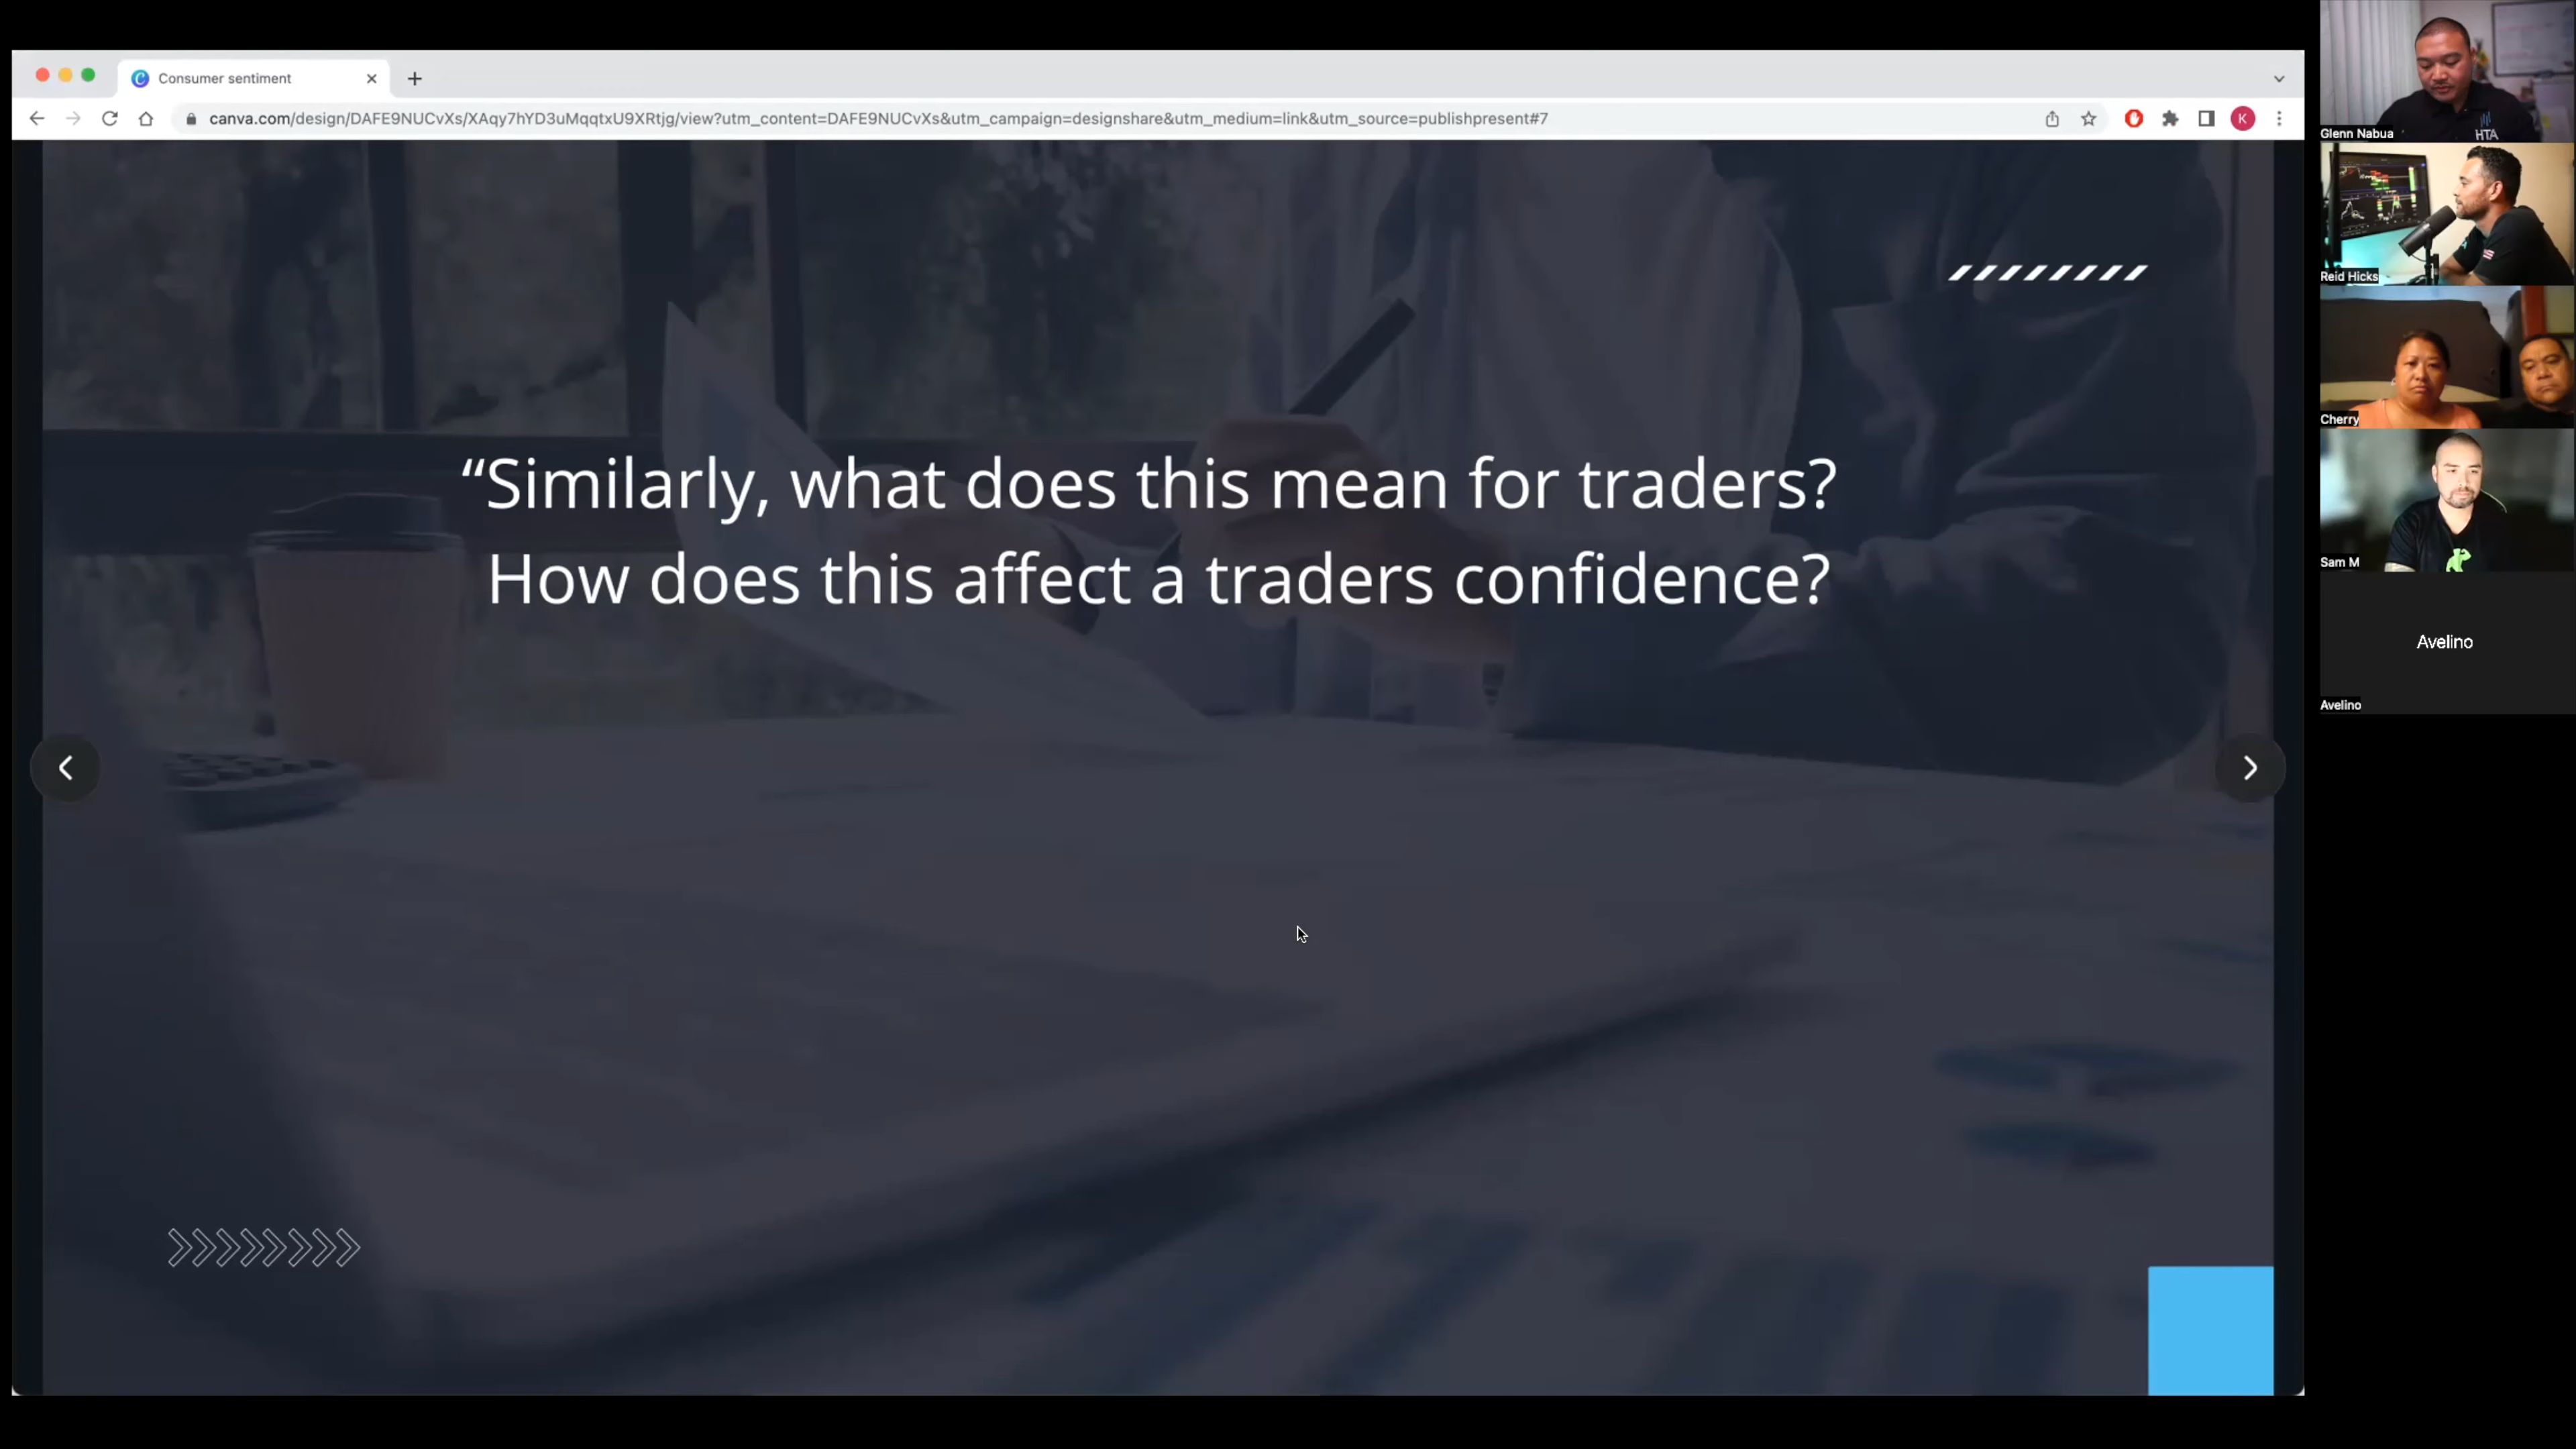 Consumer sentiment
canva.com/design/DAFE9NUCvXs/XAqy7hYD3uMqqtxU9XRtjg/view?utm_content=DAFE9NUCvXs&utm_campaign=designshare&utm_medium=link&utm_source=publishpresent#7
K
“Similarly, what does this mean for traders?
How does this affect a traders confidence?
HTA
Glenn Nabua
Reid Hicks
Cherry
Sam M
Avelino
Avelino